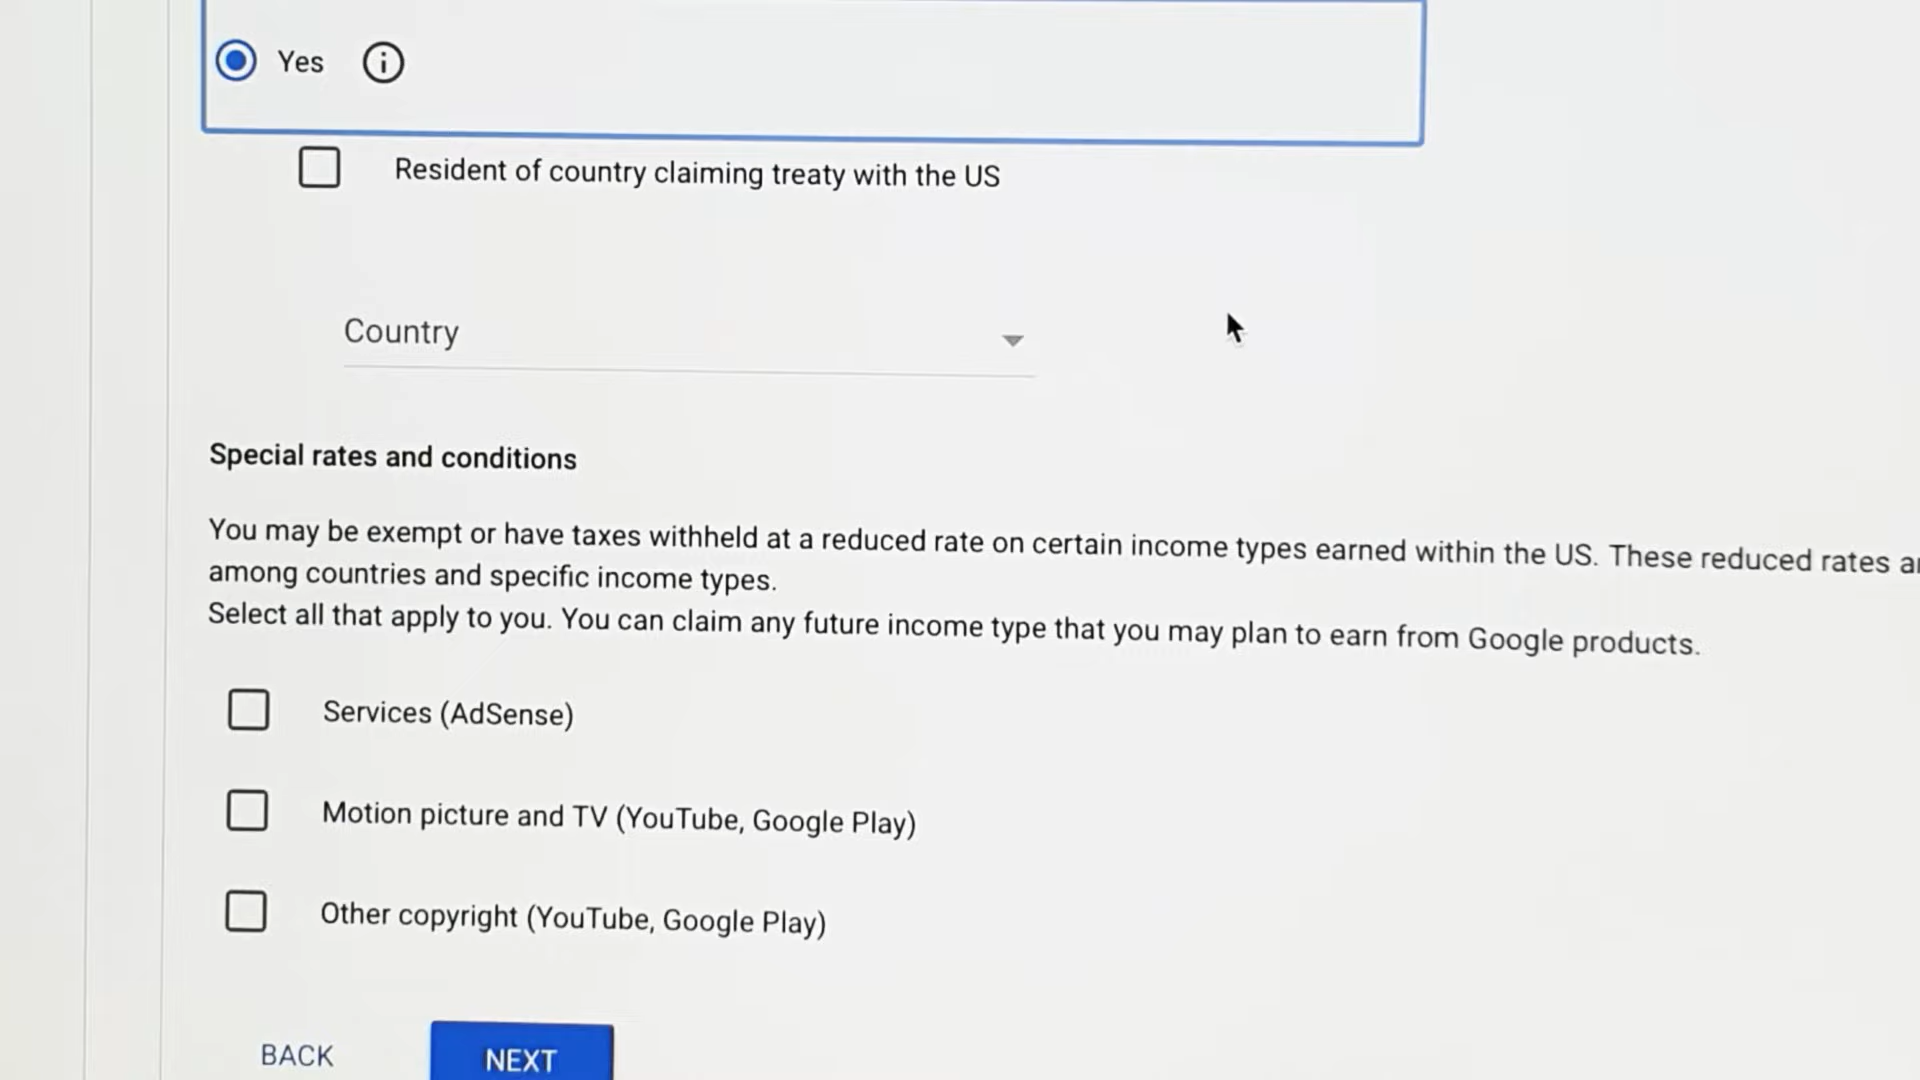 Yes
Resident of country claiming treaty with the US
Country
Special rates and conditions
You may be exempt or have taxes withheld at a reduced rate on certain income types earned within the US. These reduced rates
among countries and specific income types.
Select all that apply to you. You can claim any future income type that you may plan to earn from Google products.
Services (AdSense)
Motion picture and TV (YouTube, Google Play)
Other copyright (YouTube, Google Play)
BACK
NEXT